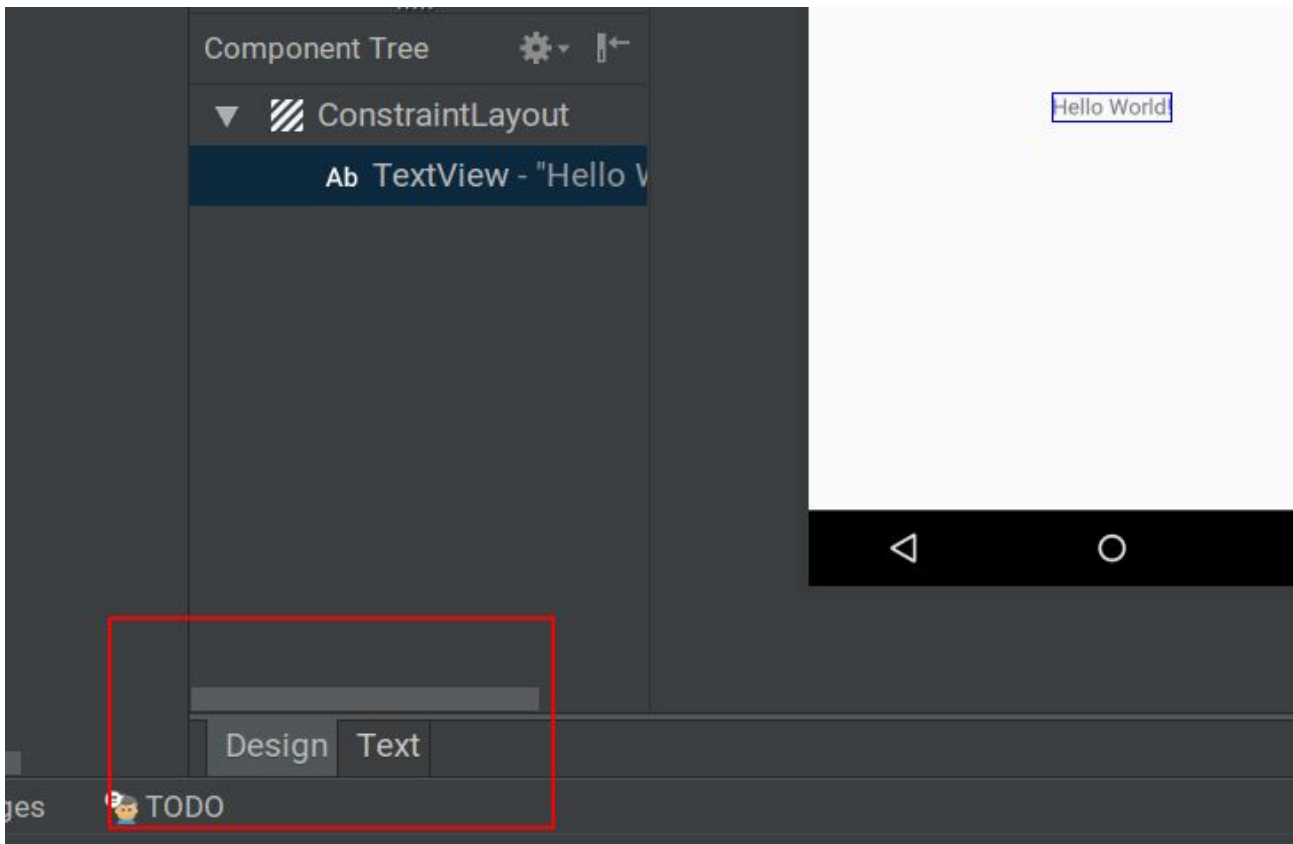 Component Tree
ConstraintLayout
Ab TextView - "Hello
Hello World!
Design Text
TODO